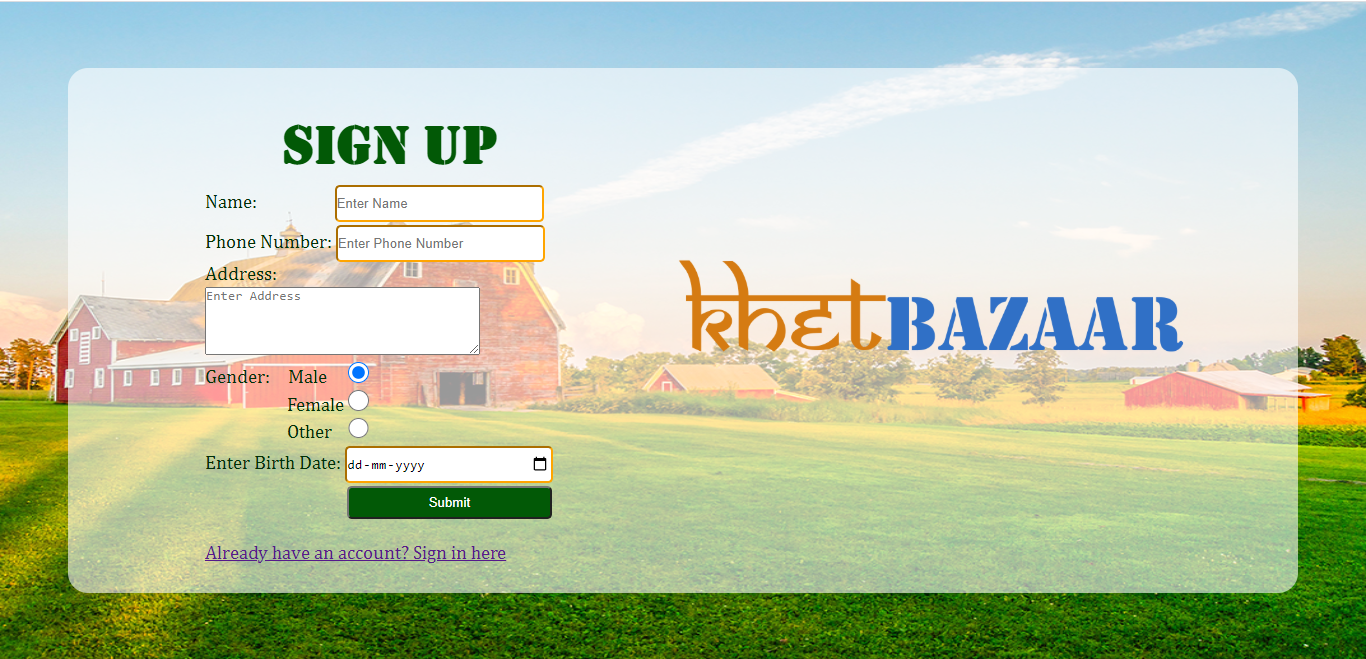 SIGN UP
Name: Enter Name
Phone Number: Enter Phone Number
Address:
Enter Address
Gender: Male
Female
Other
Enter Birth Date: dd-mm-yyyy
Submit
Already have an account? Sign in here
khetBAZAAR